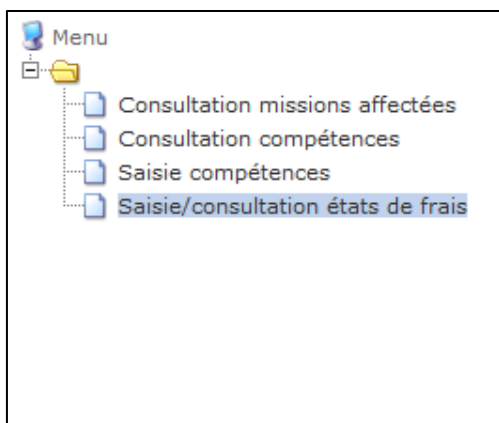 Menu
Consultation missions affectées
Consultation compétences
Saisie compétences
Saisie/consultation états de frais